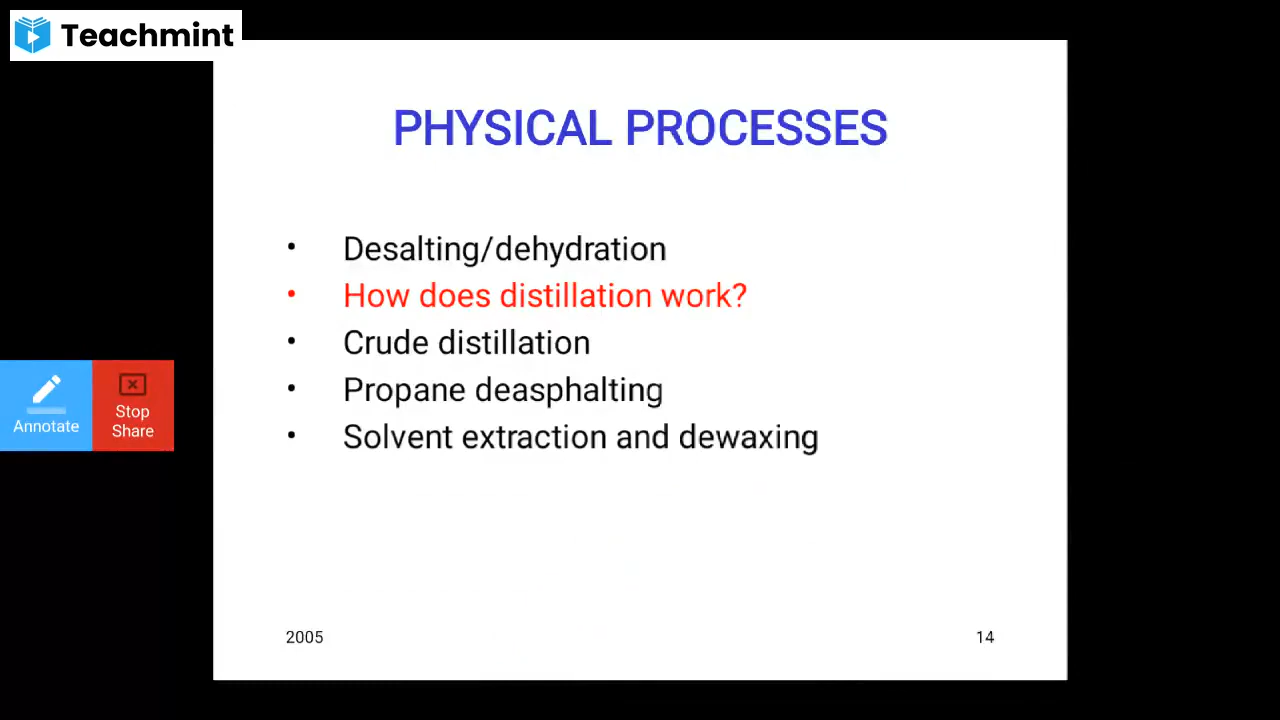 Teachmint
PHYSICAL PROCESSES
• Desalting/dehydration
• How does distillation work?
• Crude distillation
• Propane deasphalting
• Solvent extraction and dewaxing
Annotate
Stop
Share
2005
14